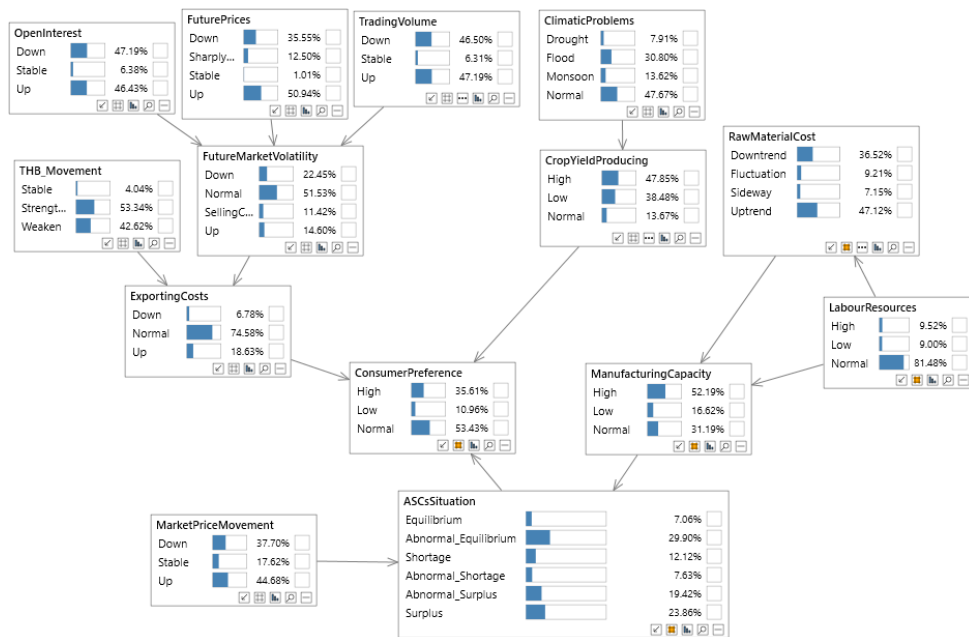 OpenInterest
Down 47.19%
Stable 6.38%
Up 46.43%
FuturePrices
Down 35.55%
Sharply... 12.50%
Stable 1.01%
Up 50.94%
TradingVolume
Down 46.50%
Stable 6.31%
Up 47.19%
ClimaticProblems
Drought 7.91%
Flood 30.80%
Monsoon 13.62%
Normal 47.67%
RawMaterialCost
Downtrend 36.52%
Fluctuation 9.21%
Sideway 7.15%
Uptrend 47.12%
THB_Movement
Stable 4.04%
Strengt... 53.34%
Weaken 42.62%
FutureMarketVolatility
Down 22.45%
Normal 51.53%
SellingC... 11.42%
Up 14.60%
CropYieldProducing
High 47.85%
Low 38.48%
Normal 13.67%
ExportingCosts
Down 6.78%
Normal 74.58%
Up 18.63%
LabourResources
High 9.52%
Low 9.00%
Normal 81.48%
ConsumerPreference
High 35.61%
Low 10.96%
Normal 53.43%
ManufacturingCapacity
High 52.19%
Low 16.62%
Normal 31.19%
MarketPriceMovement
Down 37.70%
Stable 17.62%
Up 44.68%
ASCsSituation
Equilibrium 7.06%
Abnormal_Equilibrium 29.90%
Shortage 12.12%
Abnormal_Shortage 7.63%
Abnormal_Surplus 19.42%
Surplus 23.86%